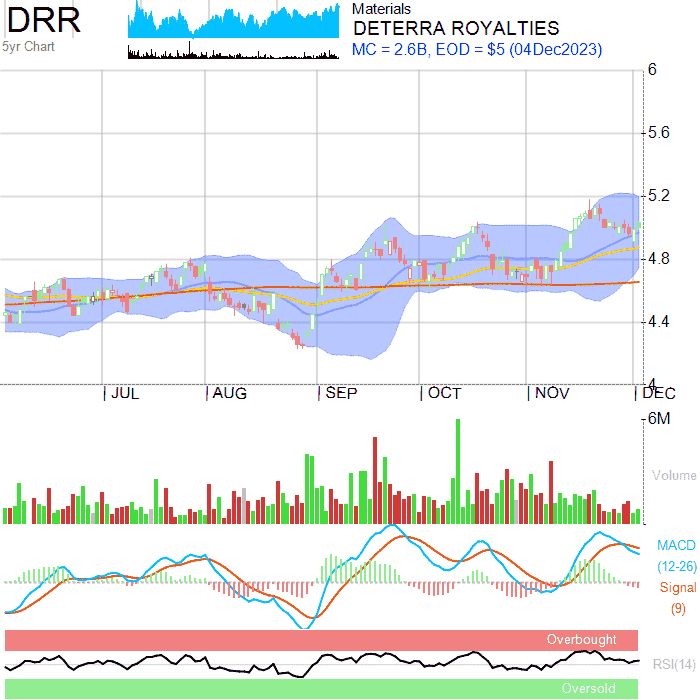 DRR
5yr Chart
Materials
DETERRA ROYALTIES
MC = 2.6B, EOD = $5 (04Dec2023)
6
5.6
5.2
4.8
4.4
4
JUL
AUG
SEP
OCT
NOV
DEC
6M
Volume
MACD
(12-26)
Signal
(9)
Overbought
RSI(14)
Oversold